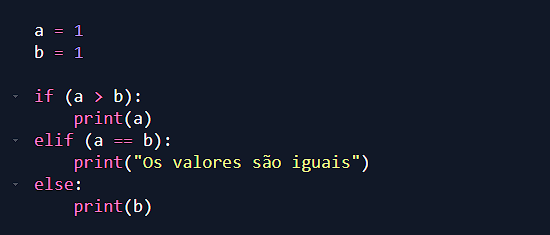 a = 1
b = 1
if (a > b):
    print(a)
elif (a == b):
    print("Os valores são iguais")
else:
    print(b)